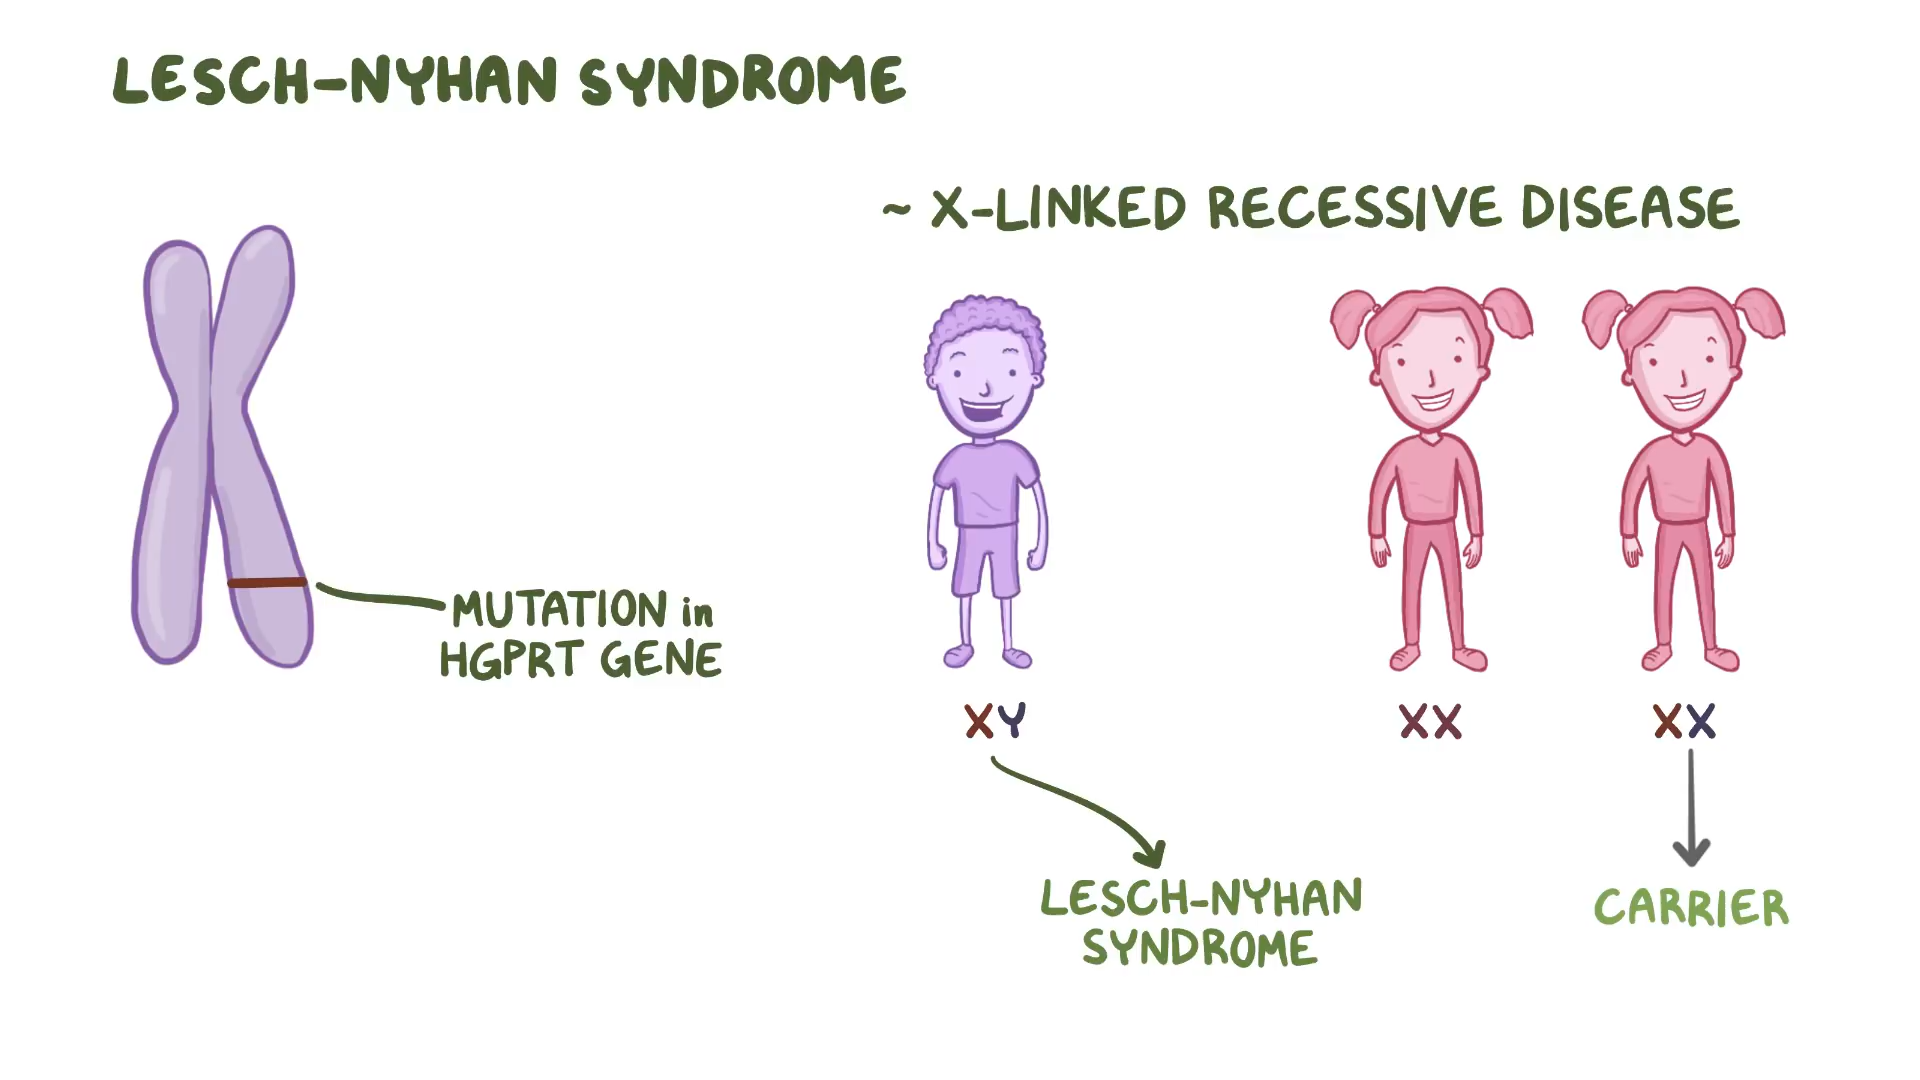 LESCH-NYHAN SYNDROME
~ X-LINKED RECESSIVE DISEASE
MUTATION in
HGPRT GENE
XY
XX
XX
LESCH-NYHAN
SYNDROME
CARRIER